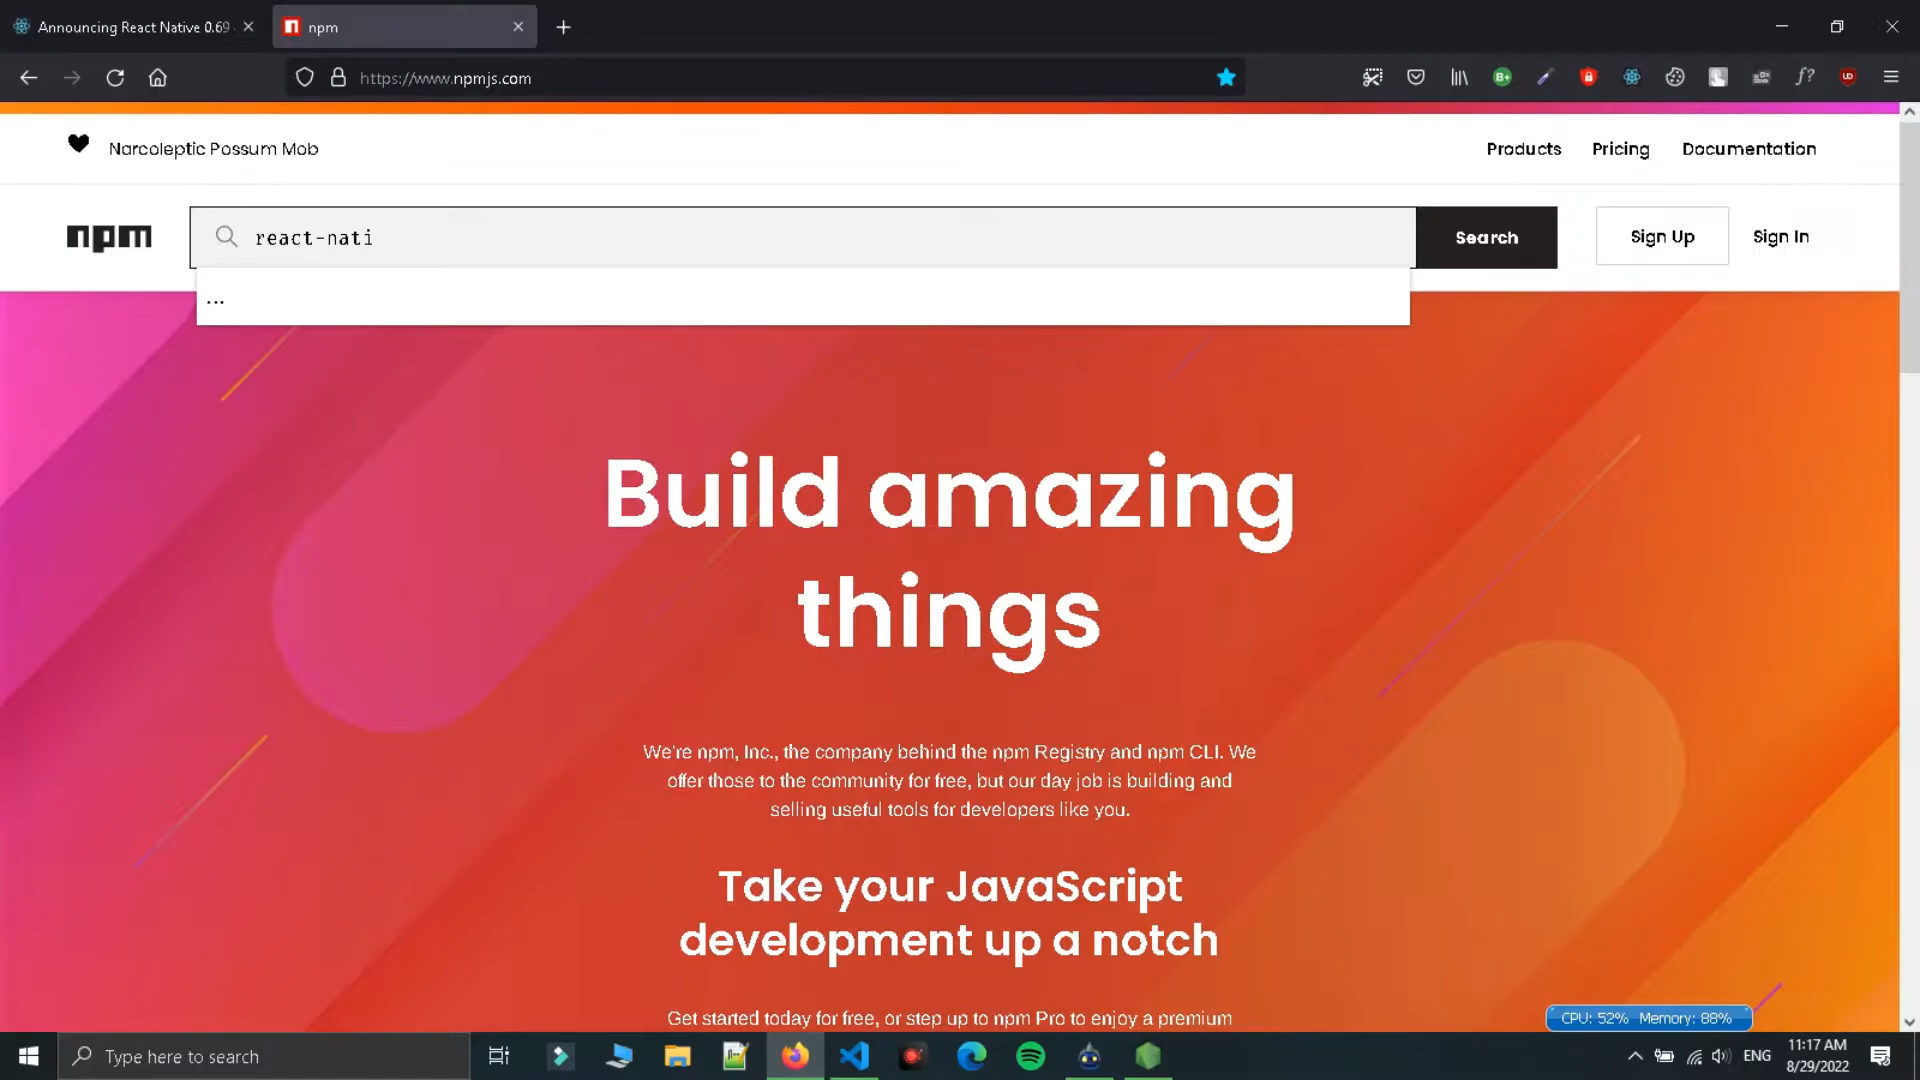 Announcing React Native 0.69
npm
https://www.npmjs.com
Narcoleptic Possum Mob
Products
Pricing
Documentation
npm
react-nati
Search
Sign Up
Sign In
...
Build amazing
things
We're npm, Inc., the company behind the npm Registry and npm CLI. We
offer those to the community for free, but our day job is building and
selling useful tools for developers like you.
Take your JavaScript
development up a notch
Get started today for free, or step up to npm Pro to enjoy a premium
CPU: 52% Memory: 88%
Type here to search
ENG
11:17 AM
8/29/2022